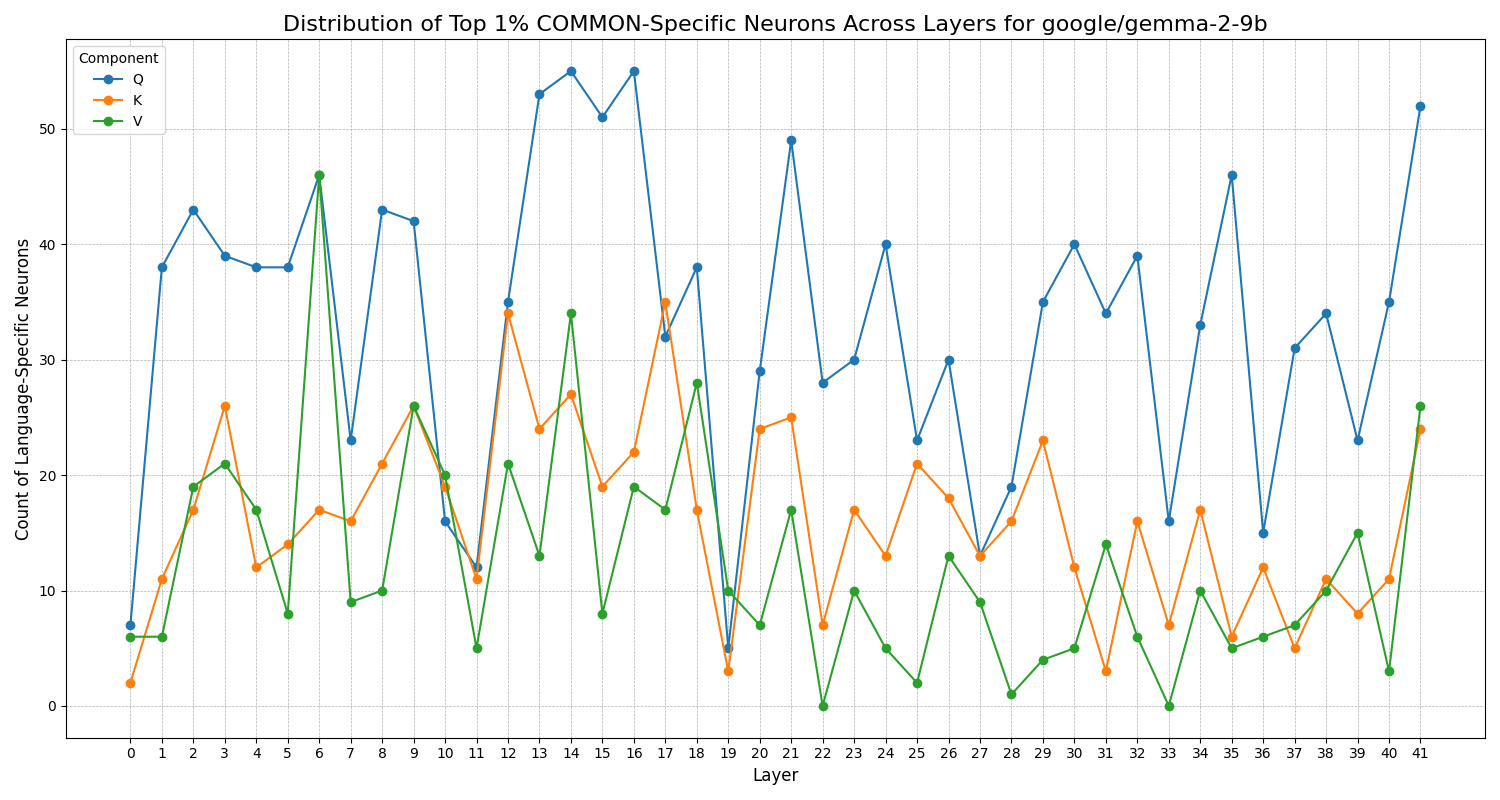 Distribution of Top 1% COMMON-Specific Neurons Across Layers for google/gemma-2-9b
Component
Q
K
V
Count of Language-Specific Neurons
50
40
30
20
10
0
0 1 2 3 4 5 6 7 8 9 10 11 12 13 14 15 16 17 18 19 20 21 22 23 24 25 26 27 28 29 30 31 32 33 34 35 36 37 38 39 40 41
Layer